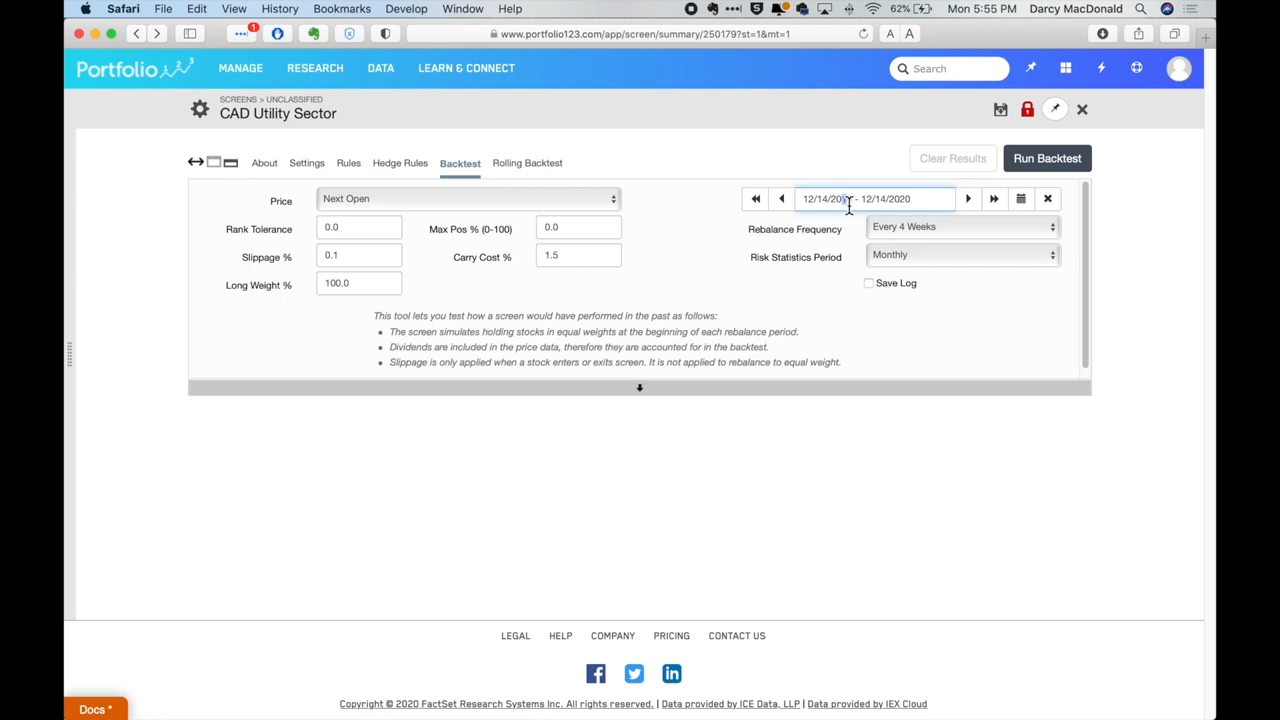 Safari File Edit View History Bookmarks Develop Window Help 5 62% Mon 5:55 PM Darcy MacDonald
1 www.portfolio123.com/app/screen/summary/250179?st=1&mt=1 A A
Portfolio MANAGE RESEARCH DATA LEARN & CONNECT Search
SCREENS > UNCLASSIFIED
CAD Utility Sector
About Settings Rules Hedge Rules Backtest Rolling Backtest Clear Results Run Backtest
Price Next Open - 12/14/2020
Rank Tolerance 0.0 Max Pos % (0-100) 0.0 Rebalance Frequency Every 4 Weeks
Slippage % 0.1 Carry Cost % 1.5 Risk Statistics Period Monthly
Long Weight % 100.0 Save Log
This tool lets you test how a screen would have performed in the past as follows:
• The screen simulates holding stocks in equal weights at the beginning of each rebalance period.
• Dividends are included in the price data, therefore they are accounted for in the backtest.
• Slippage is only applied when a stock enters or exits screen. It is not applied to rebalance to equal weight.
LEGAL HELP COMPANY PRICING CONTACT US
Copyright © 2020 FactSet Research Systems Inc. All rights reserved. | Data provided by ICE Data, LLP | Data provided by IEX Cloud
Docs *